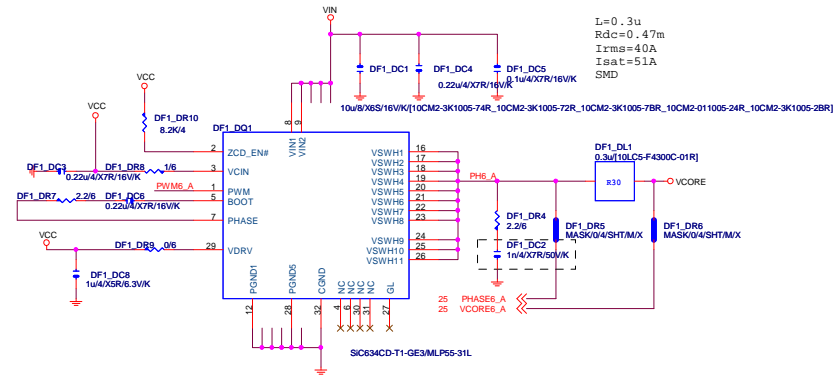 VIN
L=0.3u
Rdc=0.47m
Irms=40A
Isat=51A
SMD
DF1_DC1
DF1_DC4
0.22u/4/X7R/16V/K
DF1_DC5
0.1u/4/X7R/16V/K
10u/8/X6S/16V/K/[10CM2-3K1005-74R_10CM2-3K1005-72R_10CM2-3K1005-7BR_10CM2-011005-24R_10CM2-3K1005-2BR]
VCC
VCC
DF1_DR10
8.2K/4
DF1_DQ1
8
9
VIN1
VIN2
2
ZCD_EN#
DF1_DC3
0.22u/4/X7R/16V/K
DF1_DR8
1/6
3
VCIN
PWM6_A
1
PWM
DF1_DR7
2.2/6
DF1_DC6
0.22u/4/X7R/16V/K
5
BOOT
7
PHASE
VCC
DF1_DR9
0/6
29
VDRV
DF1_DC8
1u/4/X5R/6.3V/K
VSWH1
16
VSWH2
17
VSWH3
18
VSWH4
19
VSWH5
20
VSWH6
21
VSWH7
22
VSWH8
23
VSWH9
24
VSWH10
25
VSWH11
26
PH6_A
DF1_DL1
0.3u/[10LC5-F4300C-01R]
R30
VCORE
DF1_DR4
2.2/6
DF1_DC2
1n/4/X7R/50V/K
DF1_DR5
MASK/0/4/SHT/M/X
DF1_DR6
MASK/0/4/SHT/M/X
25 PHASE6_A
25 VCORE6_A
PGND1
PGND5
CGND
NC
NC
NC
NC
GL
12
28
32
4
6
30
31
27
SiC634CD-T1-GE3/MLP55-31L